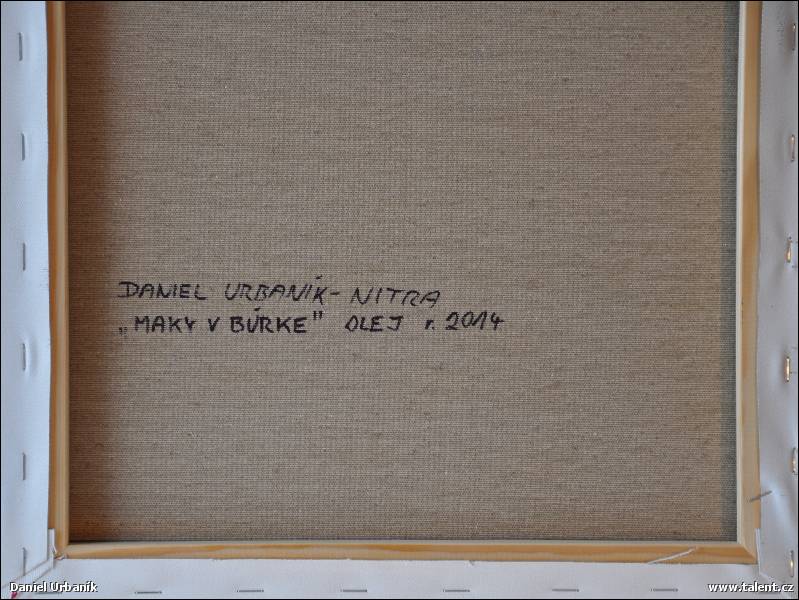 DANIEL URBANÍK - NITRA
„MAKY V BÚRKE" OLEJ r. 2014
Daniel Urbaník
www.talent.cz